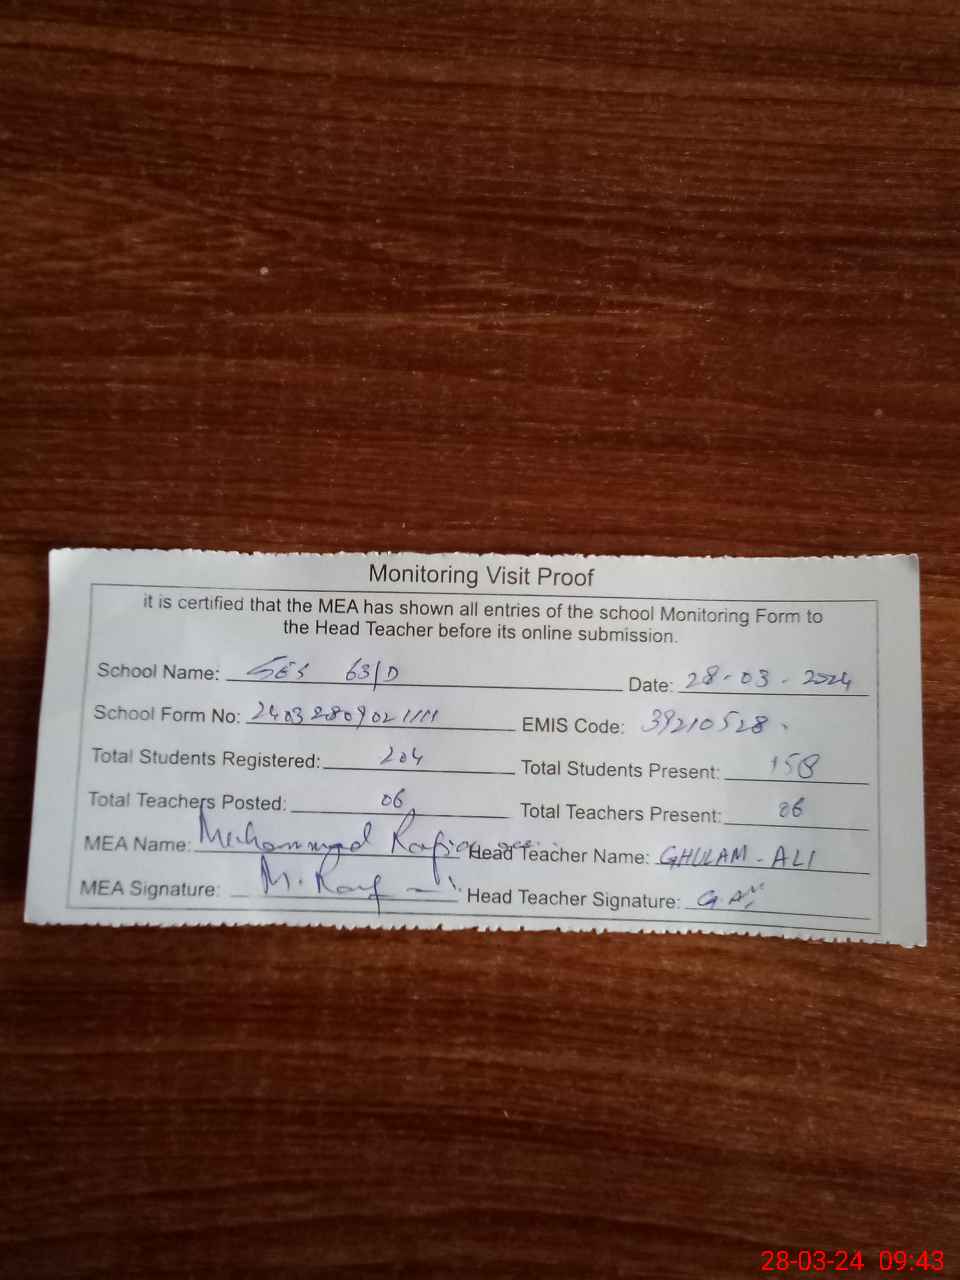 Monitoring Visit Proof
it is certified that the MEA has shown all entries of the school Monitoring Form to
the Head Teacher before its online submission.
School Name: GES 63/D Date: 28-03-2024
School Form No: 24032809021111 EMIS Code: 39210528
Total Students Registered: 204 Total Students Present: 158
Total Teachers Posted: 06 Total Teachers Present: 06
MEA Name: Muhammad Head Teacher Name: GHULAM-ALI
MEA Signature: Head Teacher Signature:
28-03-24 09:43